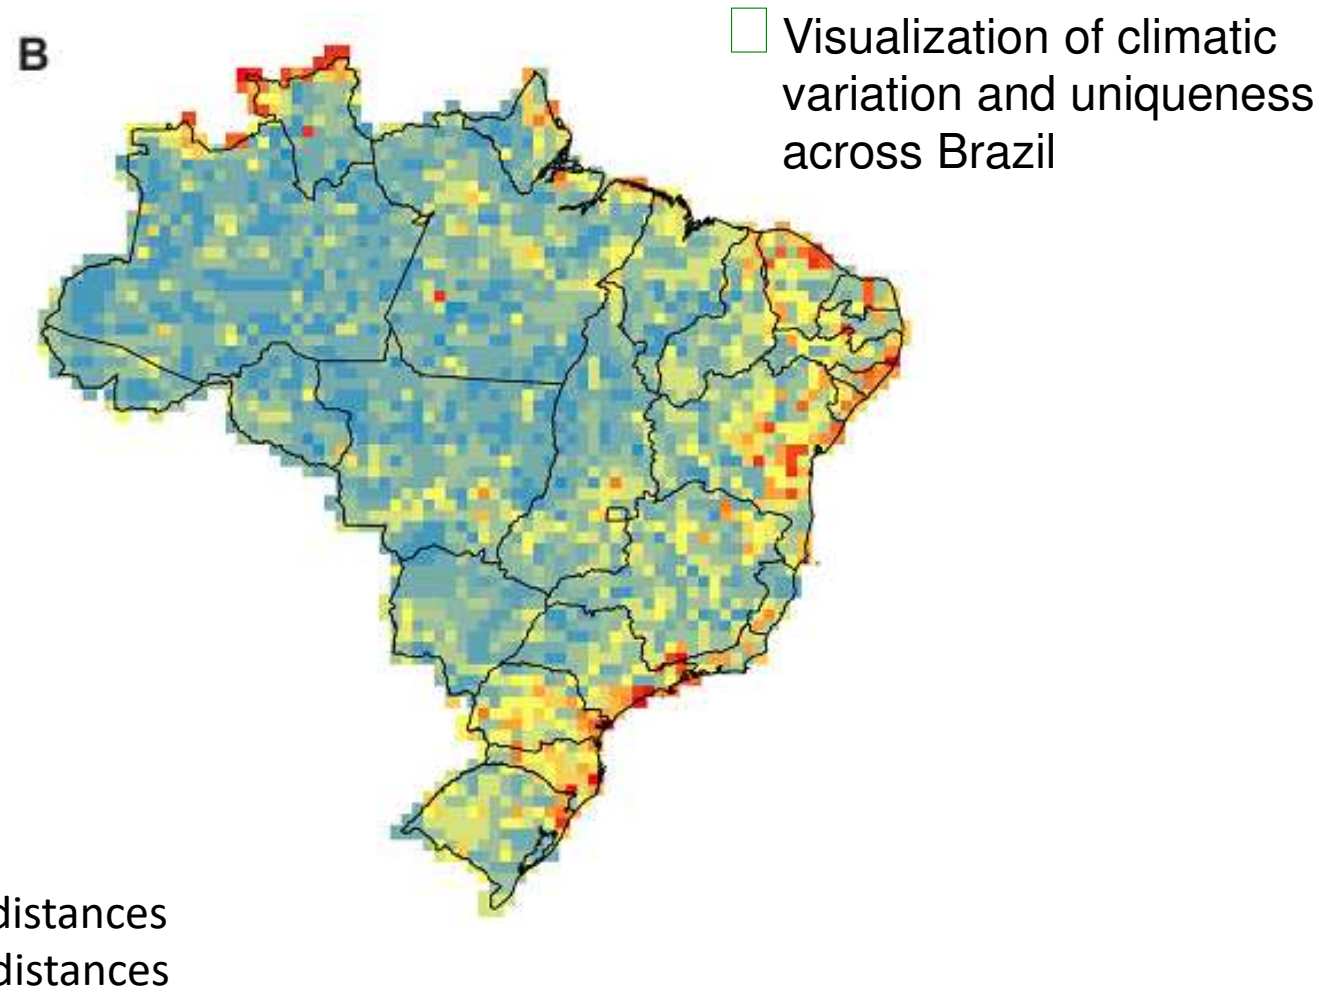 B
Visualization of climatic
variation and uniqueness
across Brazil
distances
distances